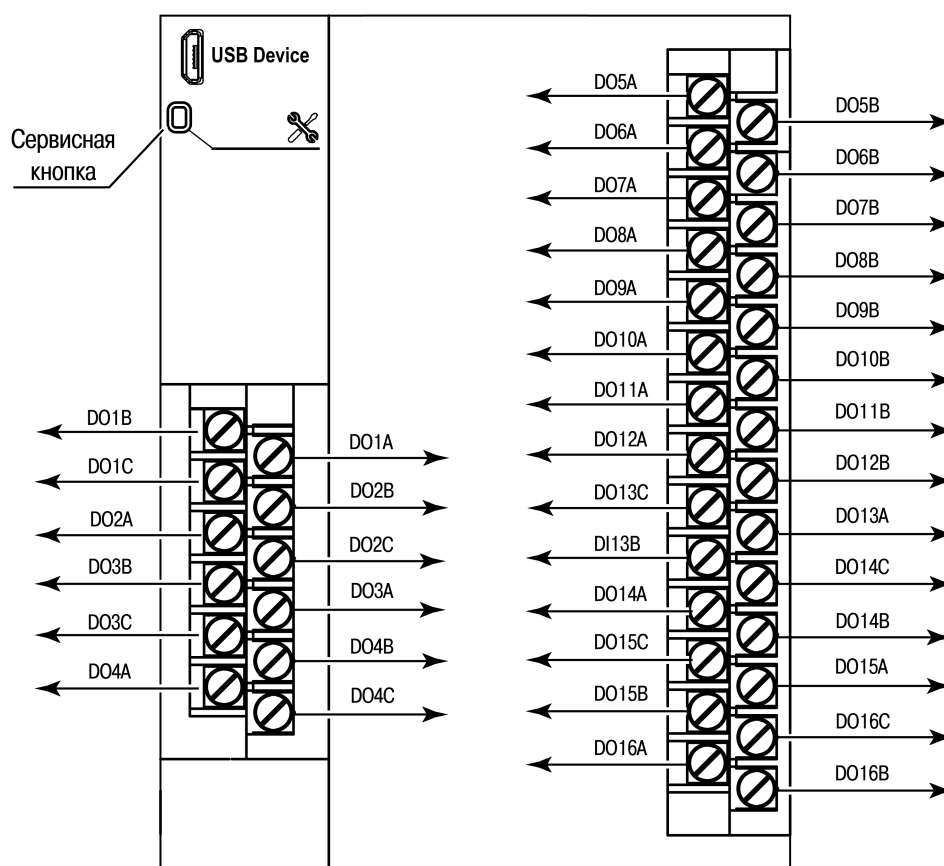 USB Device
Сервисная
кнопка
DO1B
DO1C
DO2A
DO3B
DO3C
DO4A
DO1A
DO2B
DO2C
DO3A
DO4B
DO4C
DO5A
DO6A
DO7A
DO8A
DO9A
DO10A
DO11A
DO12A
DO13C
DI13B
DO14A
DO15C
DO15B
DO16A
DO5B
DO6B
DO7B
DO8B
DO9B
DO10B
DO11B
DO12B
DO13A
DO14C
DO14B
DO15A
DO16C
DO16B